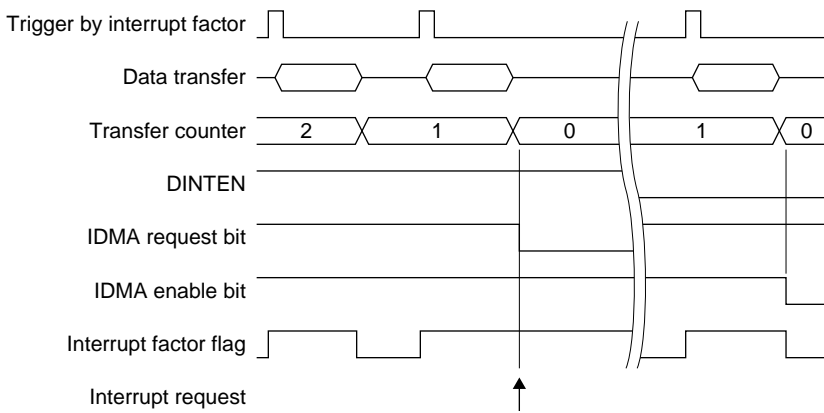 Trigger by interrupt factor
Data transfer
Transfer counter 2 1 0 1 0
DINTEN
IDMA request bit
IDMA enable bit
Interrupt factor flag
Interrupt request